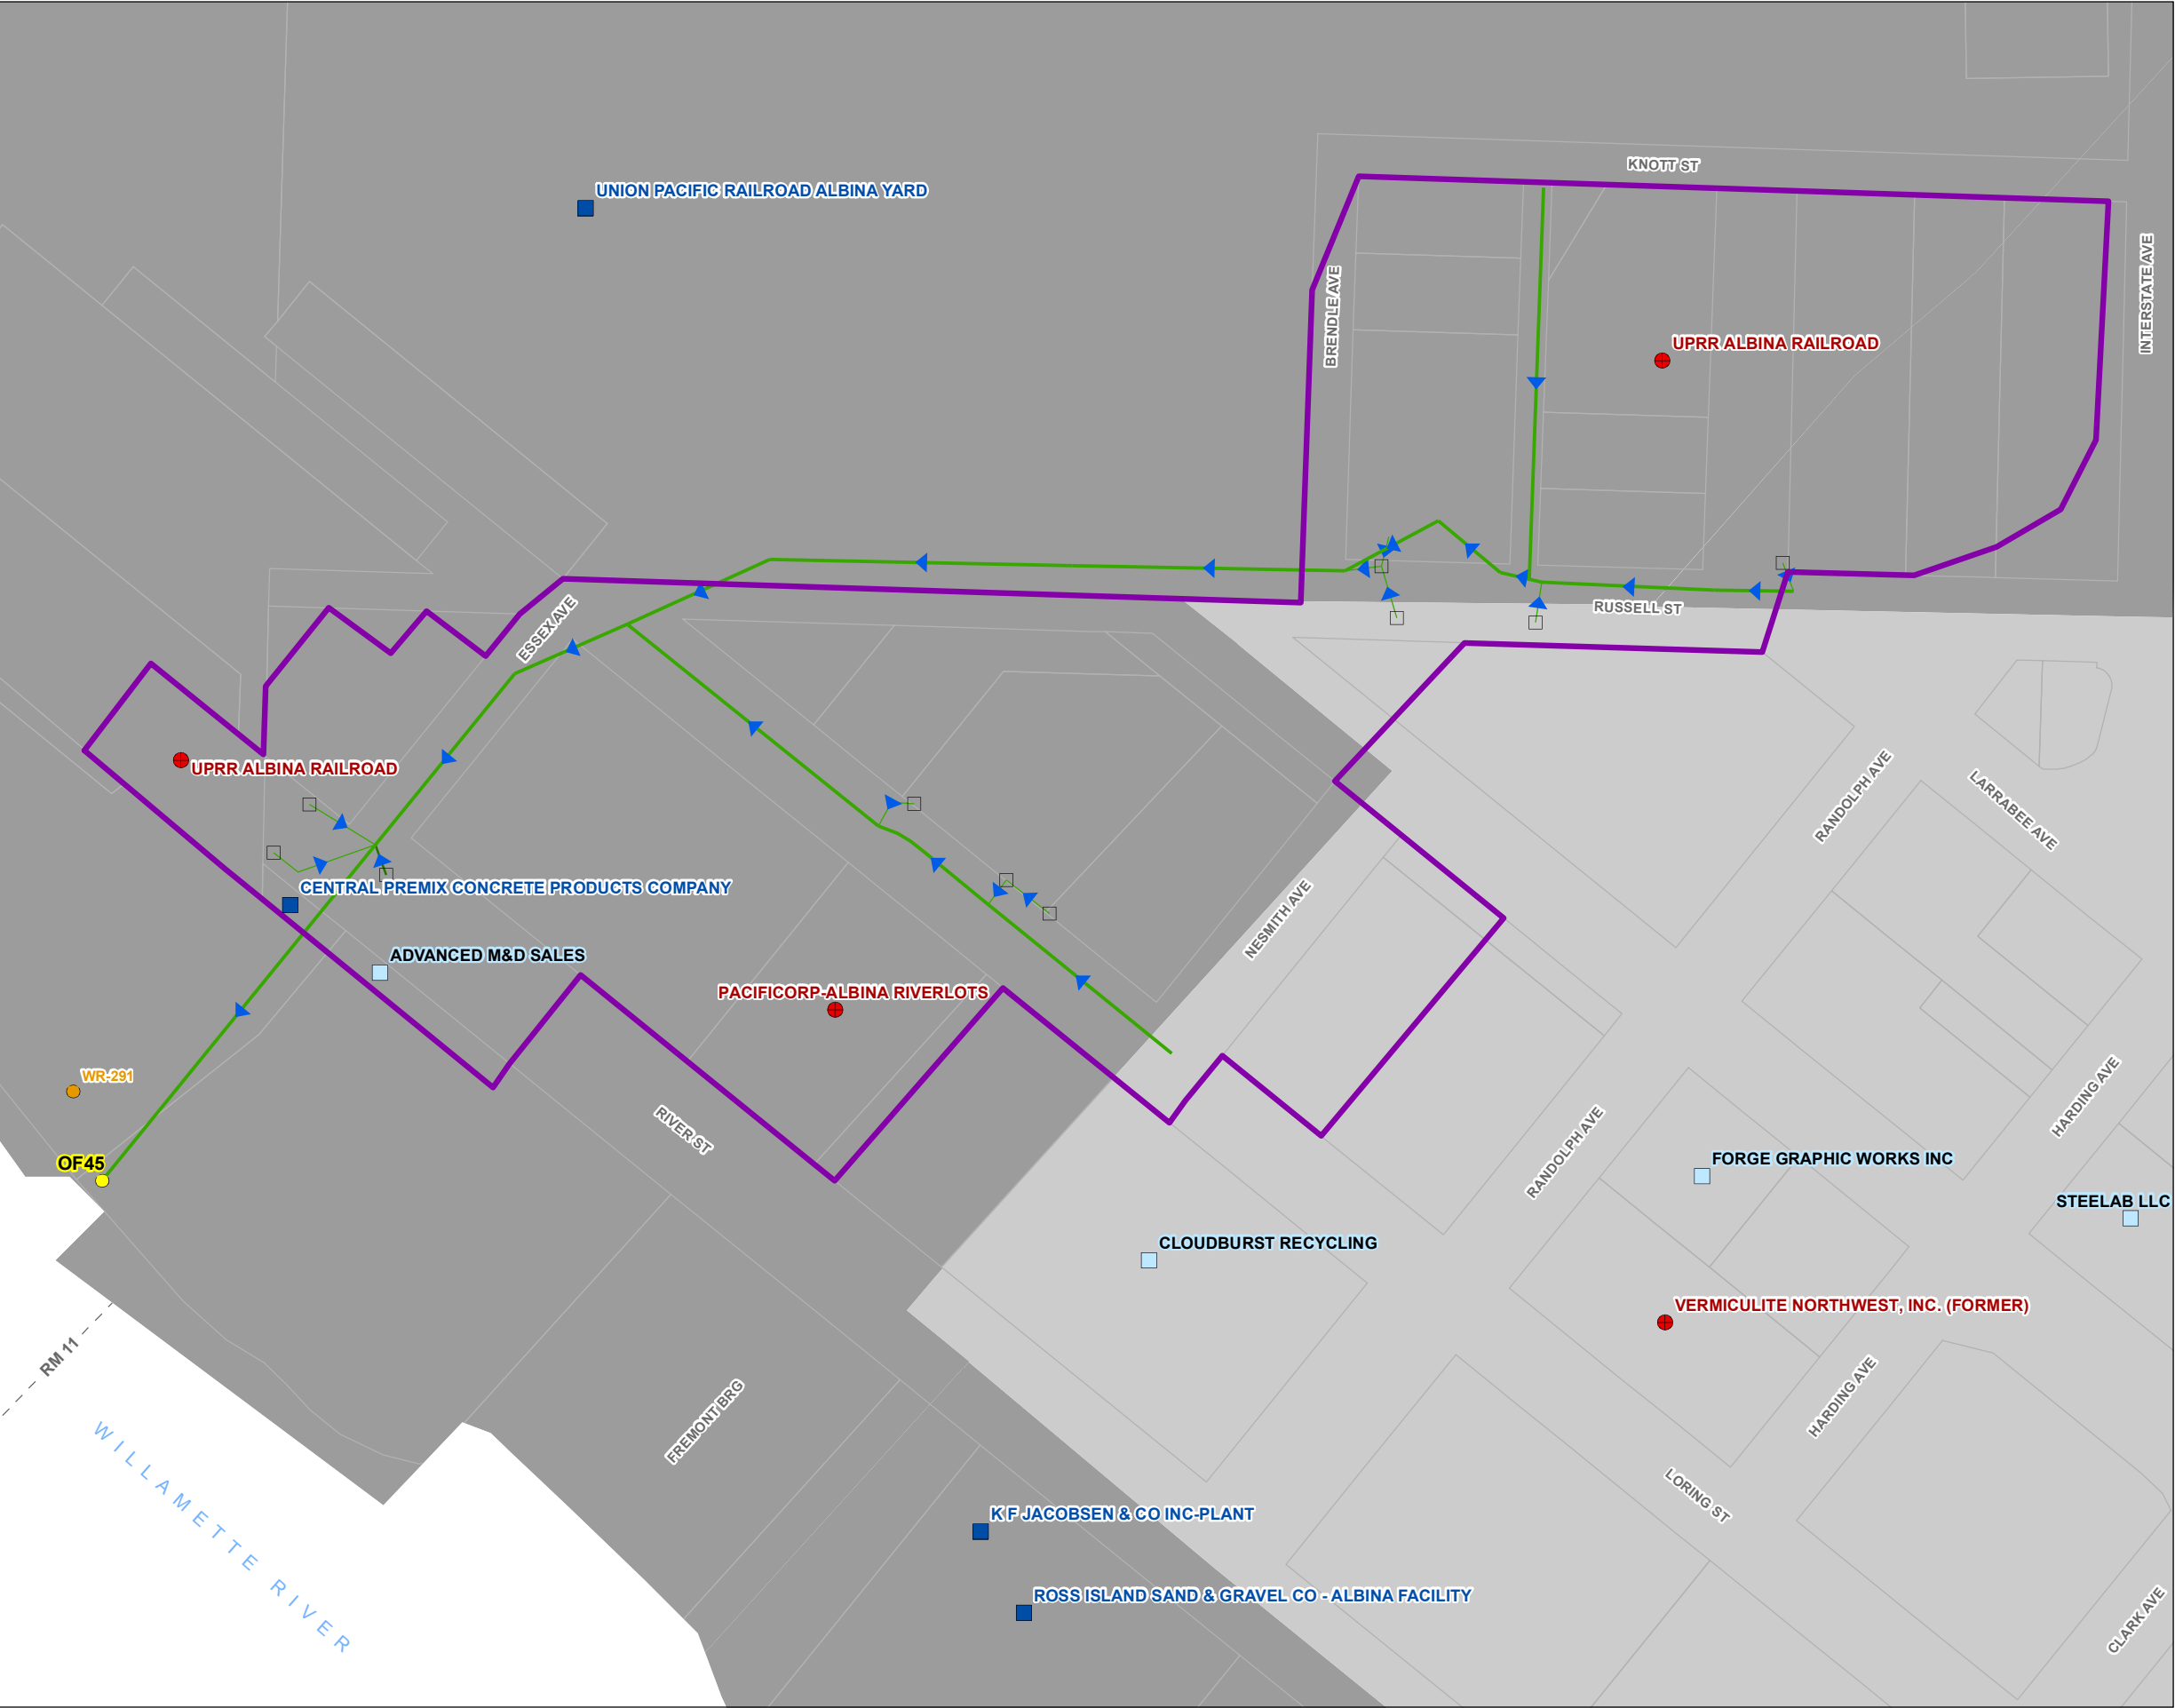 KNOTT ST
UNION PACIFIC RAILROAD ALBINA YARD
INTERSTATE AVE
BRENDLE AVE
UPRR ALBINA RAILROAD
RUSSELL ST
ESSEX AVE
UPRR ALBINA RAILROAD
RANDOLPH AVE
LARRABEE AVE
CENTRAL PREMIX CONCRETE PRODUCTS COMPANY
NESMITH AVE
ADVANCED M&D SALES
PACIFICORP-ALBINA RIVERLOTS
WR-291
HARDING AVE
RIVER ST
RANDOLPH AVE
OF45
FORGE GRAPHIC WORKS INC
STEELAB LLC
CLOUDBURST RECYCLING
VERMICULITE NORTHWEST, INC. (FORMER)
RM 11
HARDING AVE
FREMONT BRG
LORING ST
WILLAMETTE RIVER
K F JACOBSEN & CO INC-PLANT
ROSS ISLAND SAND & GRAVEL CO - ALBINA FACILITY
CLARK AVE